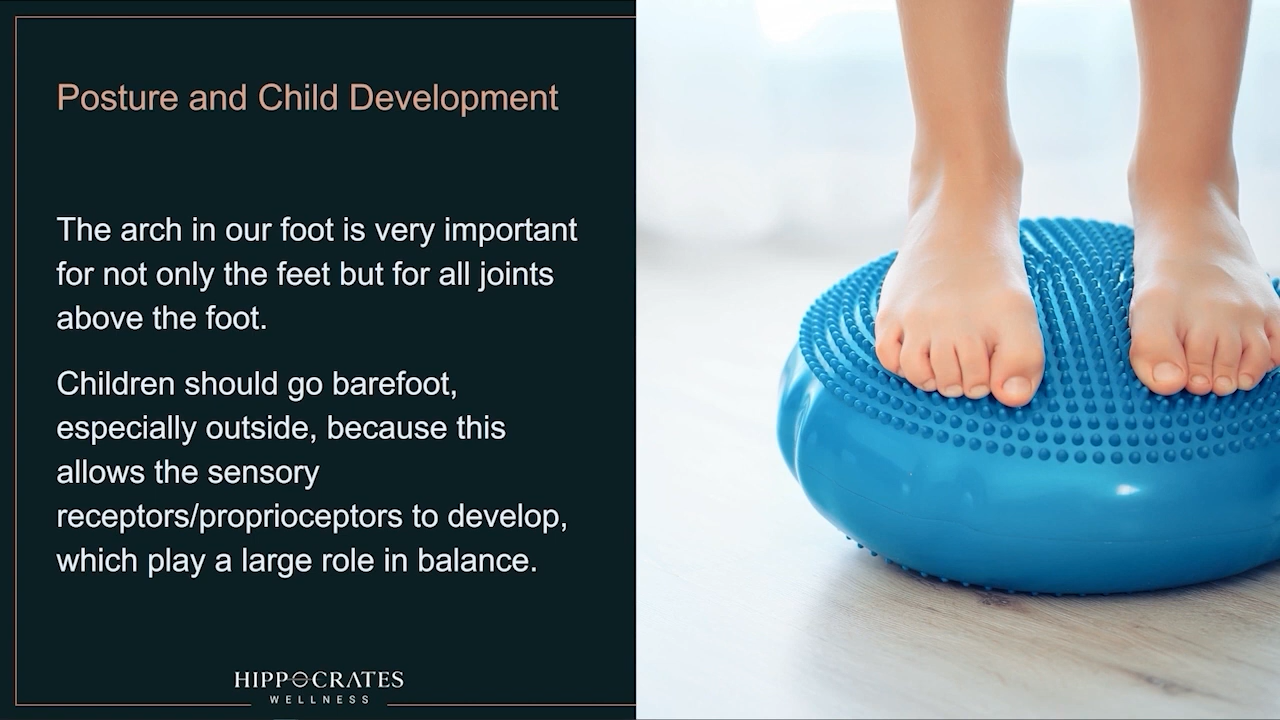 Posture and Child Development
The arch in our foot is very important
for not only the feet but for all joints
above the foot.
Children should go barefoot,
especially outside, because this
allows the sensory
receptors/proprioceptors to develop,
which play a large role in balance.
HIPPOCRATES
WELLNESS